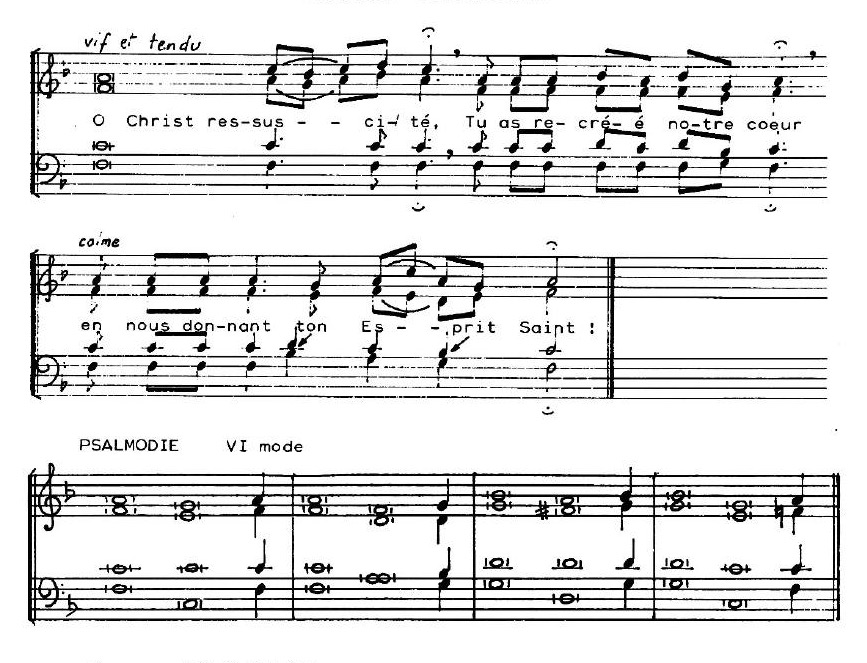 vif et tendu
O Christ res-sus - - ci-té, Tu as re-cré-é no-tre coeur
calme
en nous don-nant ton Es - -prit Saint !
PSALMODIE VI mode